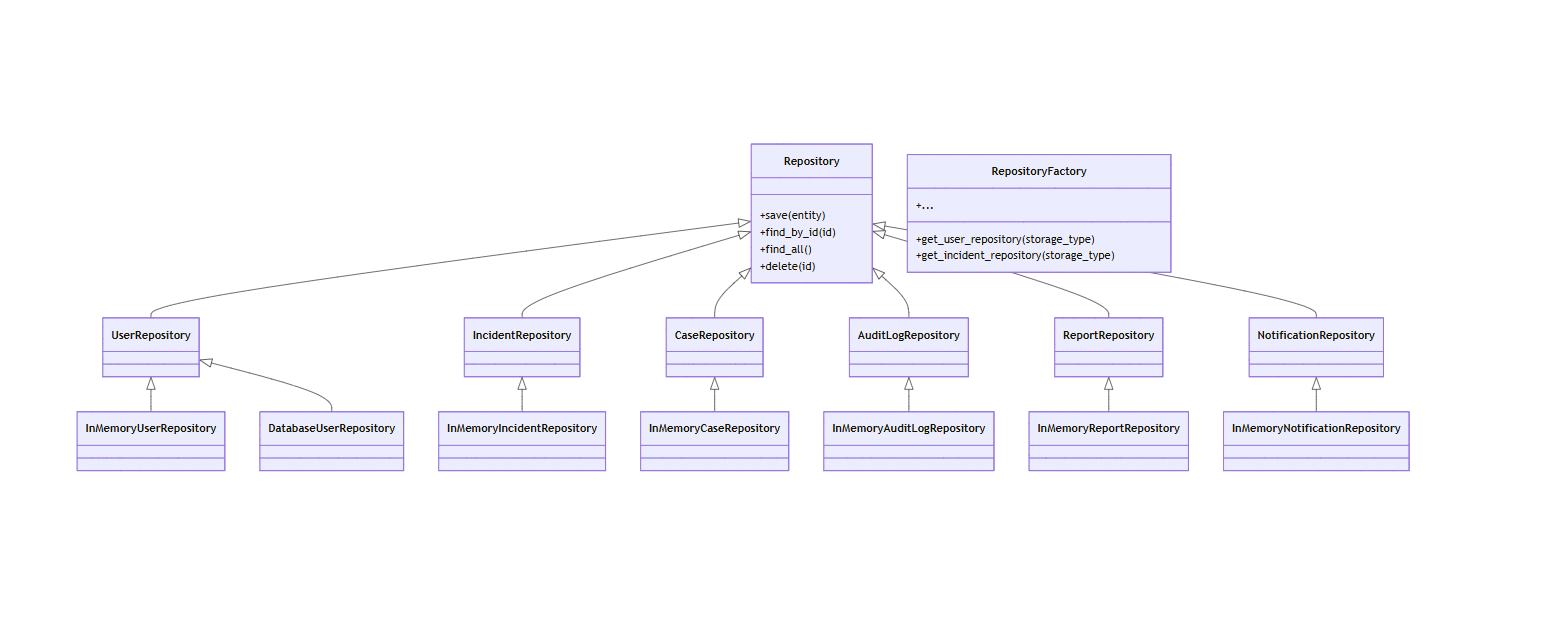 Repository
+save(entity)
+find_by_id(id)
+find_all()
+delete(id)
RepositoryFactory
+...
+get_user_repository(storage_type)
+get_incident_repository(storage_type)
UserRepository
IncidentRepository
CaseRepository
AuditLogRepository
ReportRepository
NotificationRepository
InMemoryUserRepository
DatabaseUserRepository
InMemoryIncidentRepository
InMemoryCaseRepository
InMemoryAuditLogRepository
InMemoryReportRepository
InMemoryNotificationRepository